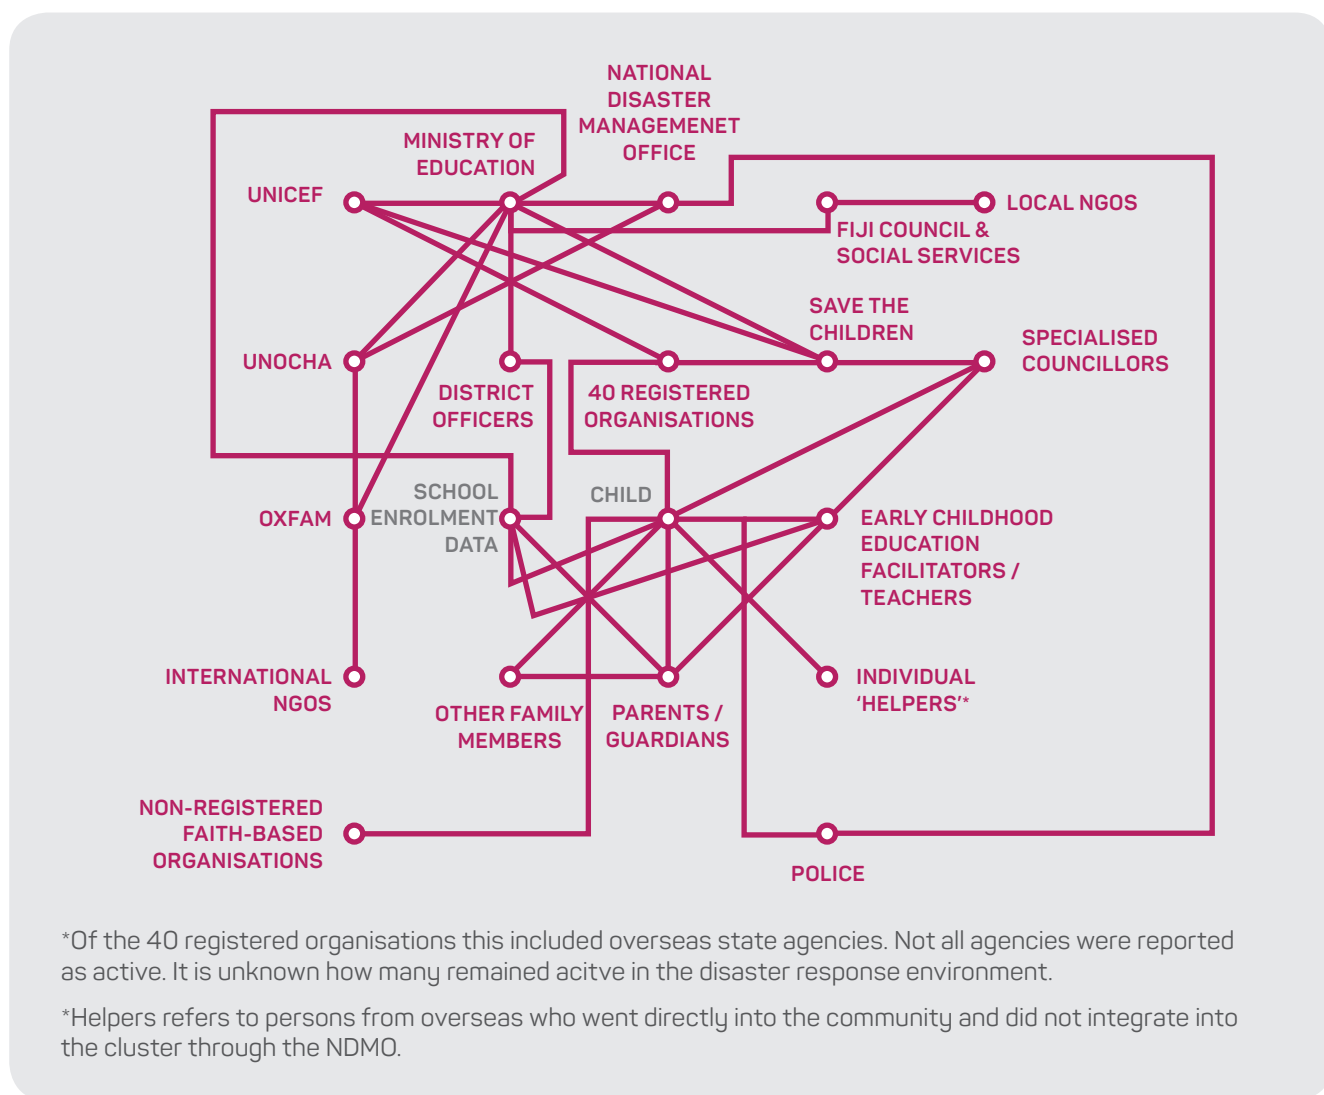 NATIONAL
DISASTER
MANAGEMENET
OFFICE
MINISTRY OF
EDUCATION
UNICEF
LOCAL NGOS
FIJI COUNCIL &
SOCIAL SERVICES
SAVE THE
CHILDREN
SPECIALISED
COUNCILLORS
UNOCHA
DISTRICT
OFFICERS
40 REGISTERED
ORGANISATIONS
SCHOOL
ENROLMENT
DATA
CHILD
OXFAM
EARLY CHILDHOOD
EDUCATION
FACILITATORS /
TEACHERS
INTERNATIONAL
NGOS
OTHER FAMILY
MEMBERS
PARENTS /
GUARDIANS
INDIVIDUAL
‘HELPERS’*
NON-REGISTERED
FAITH-BASED
ORGANISATIONS
POLICE
*Of the 40 registered organisations this included overseas state agencies. Not all agencies were reported
as active. It is unknown how many remained acitve in the disaster response environment.
*Helpers refers to persons from overseas who went directly into the community and did not integrate into
the cluster through the NDMO.